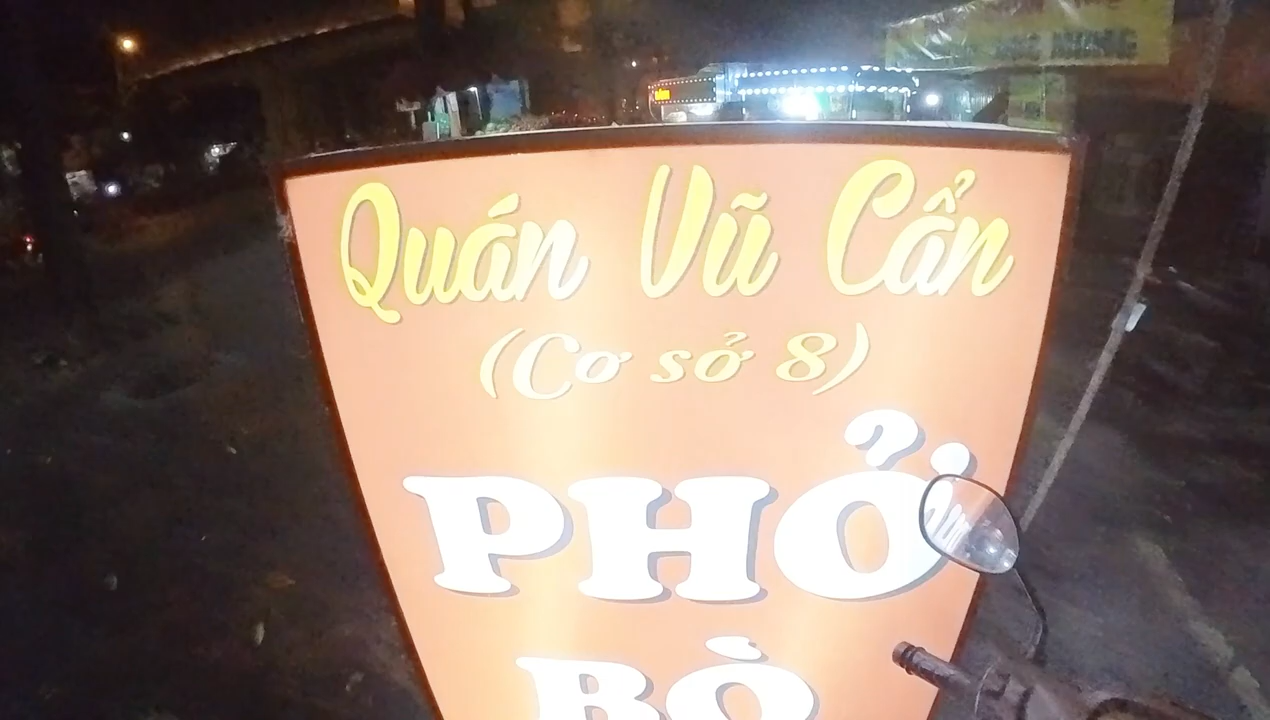 Quán Vũ Cẩn
(Cơ sở 8)
PHỞ
BÒ